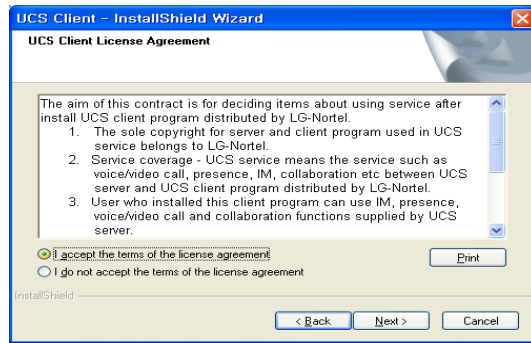 UCS Client - InstallShield Wizard
UCS Client License Agreement
The aim of this contract is for deciding items about using service after
install UCS client program distributed by LG-Nortel.
1. The sole copyright for server and client program used in UCS
service belongs to LG-Nortel.
2. Service coverage - UCS service means the service such as
voice/video call, presence, IM, collaboration etc between UCS
server and UCS client program distributed by LG-Nortel.
3. User who installed this client program can use IM, presence,
voice/video call and collaboration functions supplied by UCS
server.
I accept the terms of the license agreement
Print
I do not accept the terms of the license agreement
InstallShield
< Back
Next >
Cancel